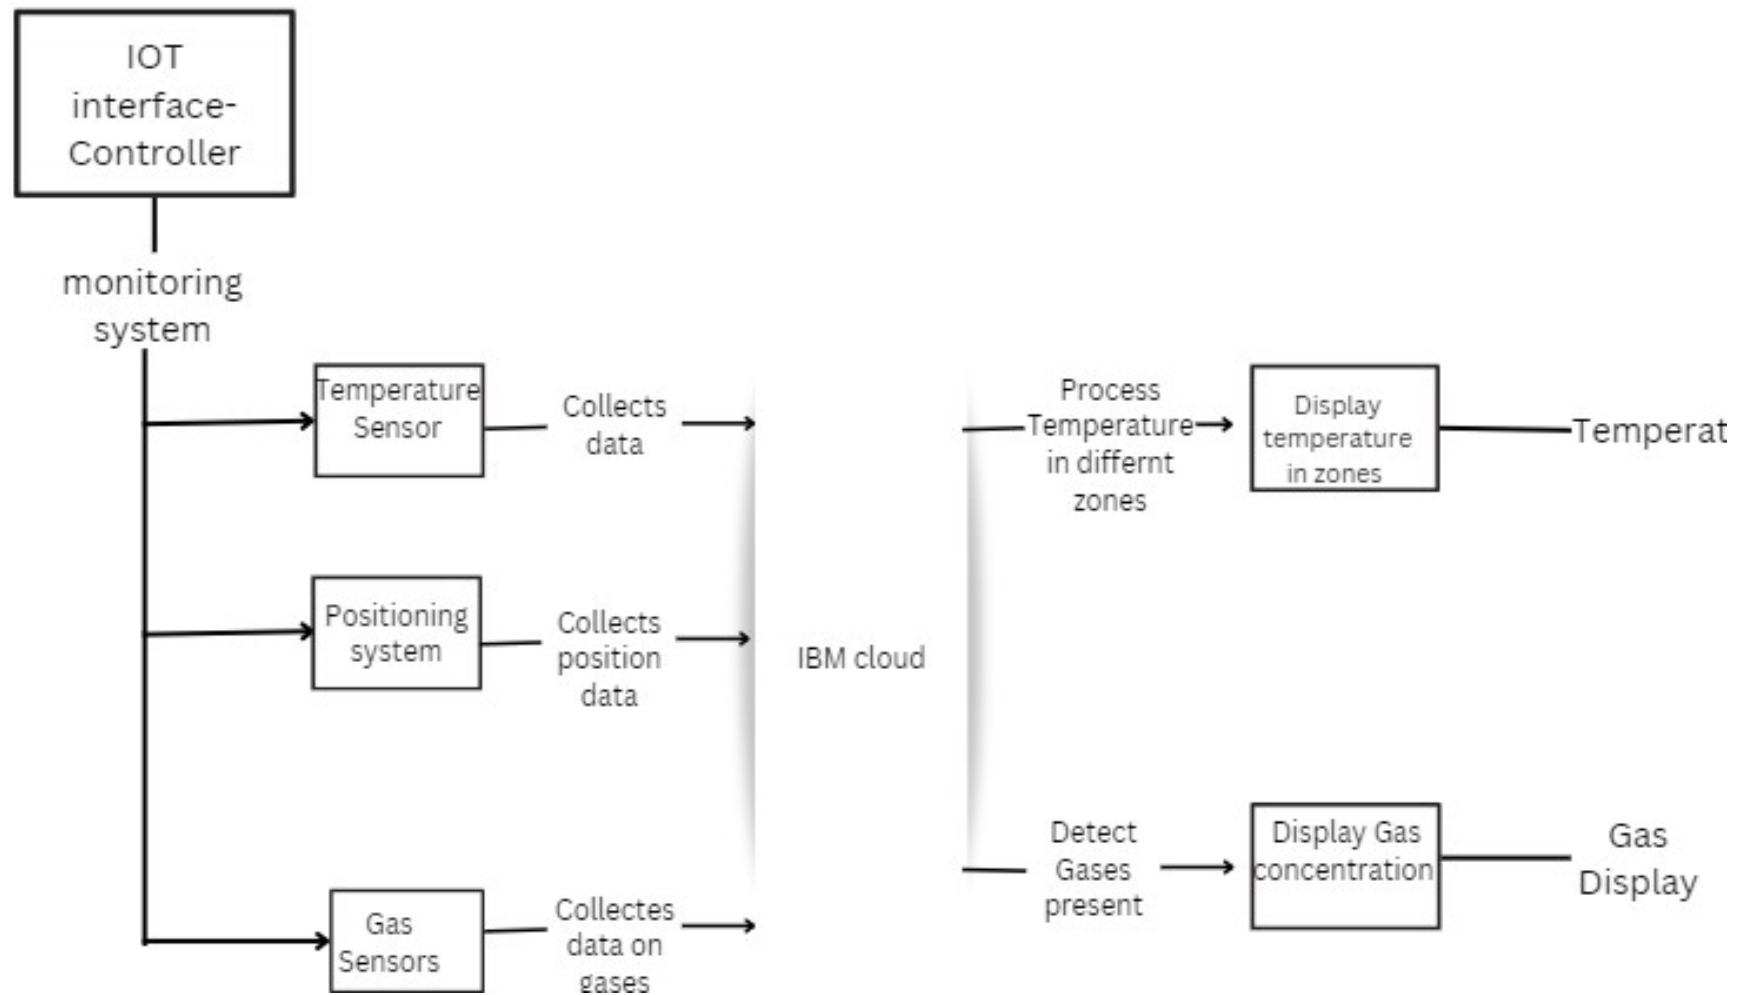 IOT
interface-
Controller
monitoring
system
Temperature
Sensor
Collects
data
Process
Temperature
in differnt
zones
Display
temperature
in zones
Temperat
Positioning
system
Collects
position
data
IBM cloud
Detect
Gases
present
Display Gas
concentration
Gas
Display
Gas
Sensors
Collectes
data on
gases